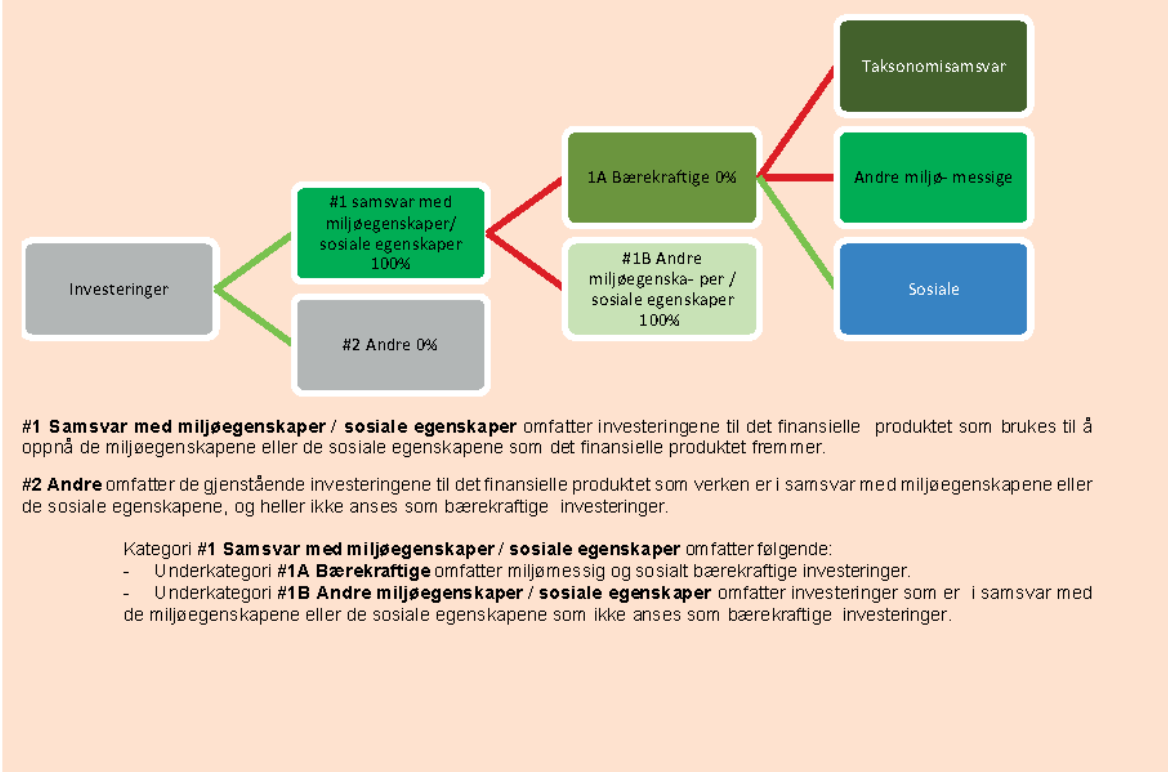 Taksonomisamsvar
1A Bærekraftige 0%
Andre miljø- messige
#1 samsvar med
miljøegenskaper/
sosiale egenskaper
100%
#1B Andre
miljøegenska- per /
sosiale egenskaper
100%
Investeringer
Sosiale
#2 Andre 0%
#1 Samsvar med miljøegenskaper / sosiale egenskaper omfatter investeringene til det finansielle produktet som brukes til å
oppnå de miljøegenskapene eller de sosiale egenskapene som det finansielle produktet fremmer.
#2 Andre omfatter de gjenstående investeringene til det finansielle produktet som verken er i samsvar med miljøegenskapene eller
de sosiale egenskapene, og heller ikke anses som bærekraftige investeringer.
Kategori #1 Samsvar med miljøegenskaper / sosiale egenskaper omfatter følgende:
- Underkategori #1A Bærekraftige omfatter miljømessig og sosialt bærekraftige investeringer.
- Underkategori #1B Andre miljøegenskaper / sosiale egenskaper omfatter investeringer som er i samsvar med
de miljøegenskapene eller de sosiale egenskapene som ikke anses som bærekraftige investeringer.